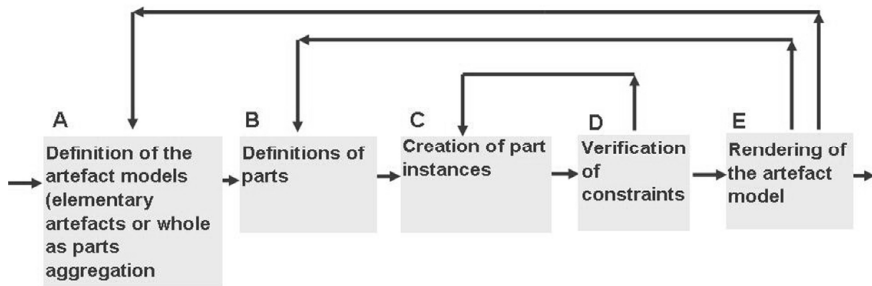 A
Definition of the
artefact models
(elementary
artefacts or whole
as parts
aggregation
B
Definitions of
parts
C
Creation of part
instances
D
Verification
of
constraints
E
Rendering of
the artefact
model